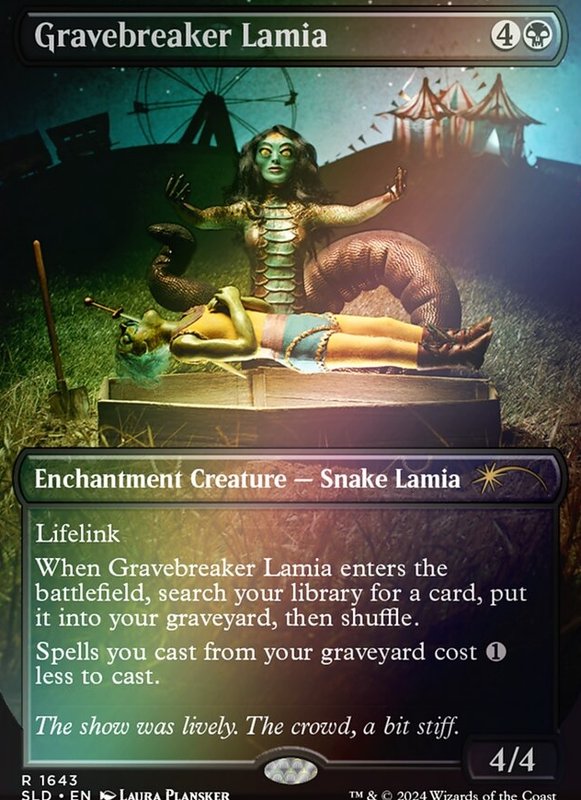 Gravebreaker Lamia 4
Enchantment Creature — Snake Lamia
Lifelink
When Gravebreaker Lamia enters the
battlefield, search your library for a card, put
it into your graveyard, then shuffle.
Spells you cast from your graveyard cost 1
less to cast.
The show was lively. The crowd, a bit stiff.
4/4
R 1643
SLD • EN Laura Plansker
™ & © 2024 Wizards of the Coast